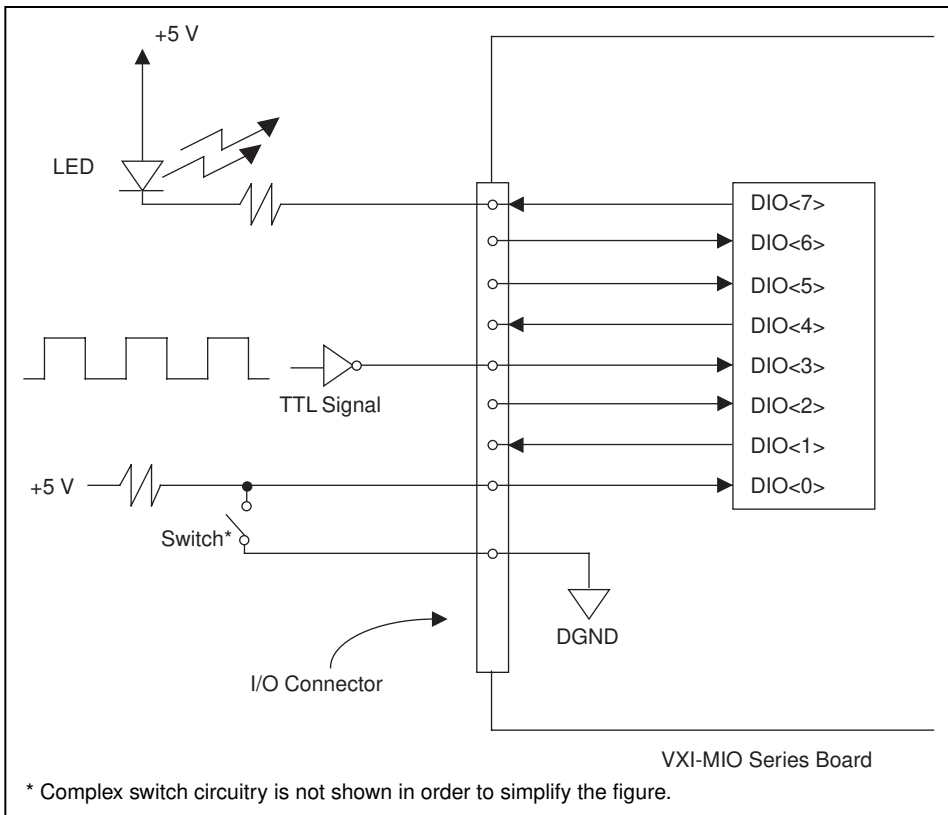 +5 V
LED
DIO<7>
DIO<6>
DIO<5>
DIO<4>
TTL Signal
DIO<3>
DIO<2>
DIO<1>
+5 V
DIO<0>
Switch*
DGND
I/O Connector
VXI-MIO Series Board
* Complex switch circuitry is not shown in order to simplify the figure.